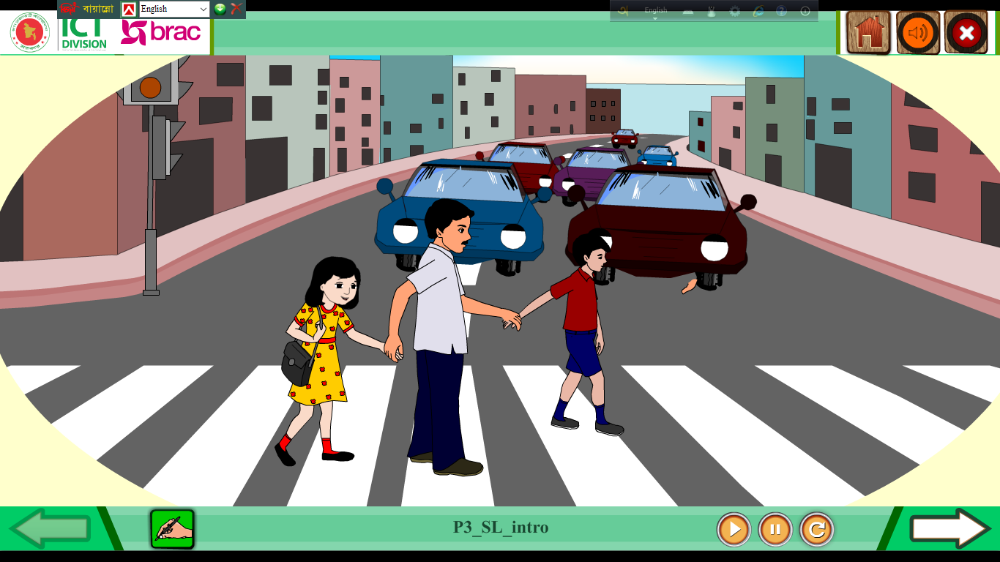 বায়ান্নো English
English
ICT
DIVISION
brac
P3_SL_intro